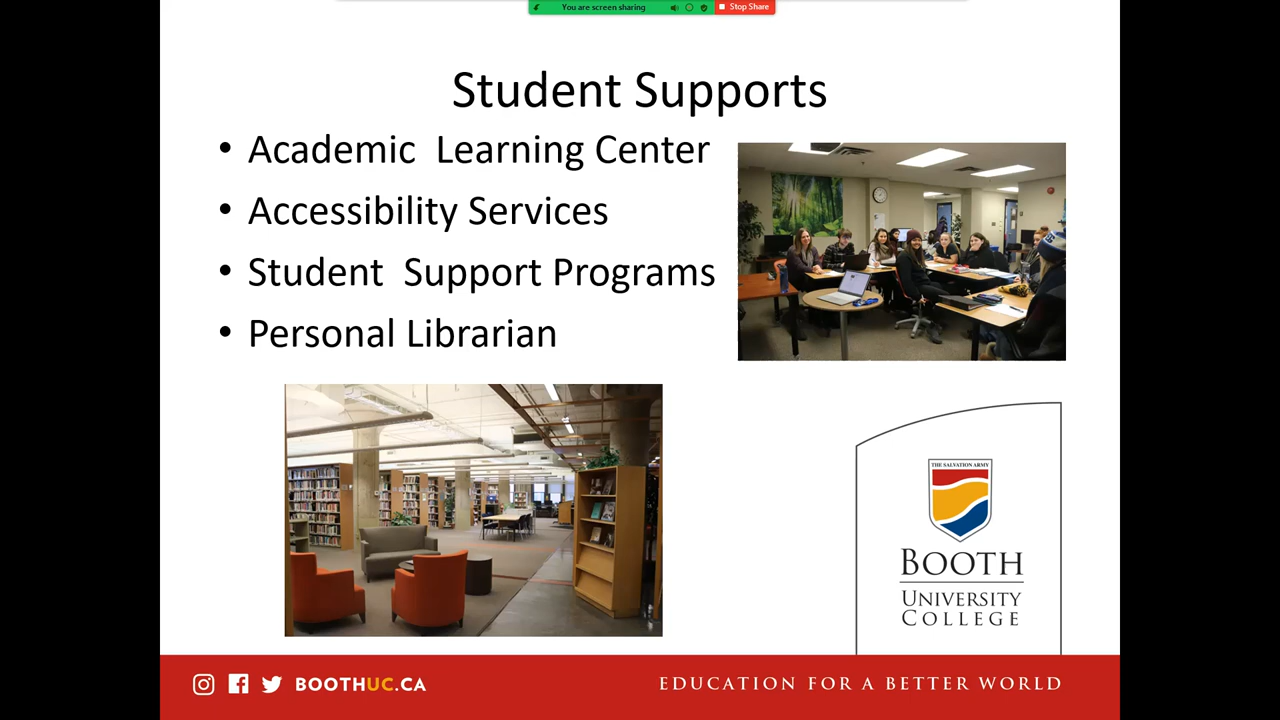 You are screen sharing
Stop Share
Student Supports
• Academic Learning Center
• Accessibility Services
• Student Support Programs
• Personal Librarian
THE SALVATION ARMY
BOOTH
UNIVERSITY
COLLEGE
BOOTHUC.CA
EDUCATION FOR A BETTER WORLD